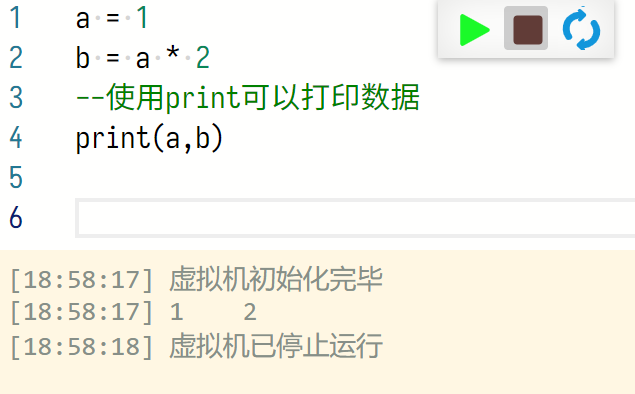 1 a = 1
2 b = a * 2
3 --使用print可以打印数据
4 print(a,b)
5
6
[18:58:17] 虚拟机初始化完毕
[18:58:17] 1    2
[18:58:18] 虚拟机已停止运行